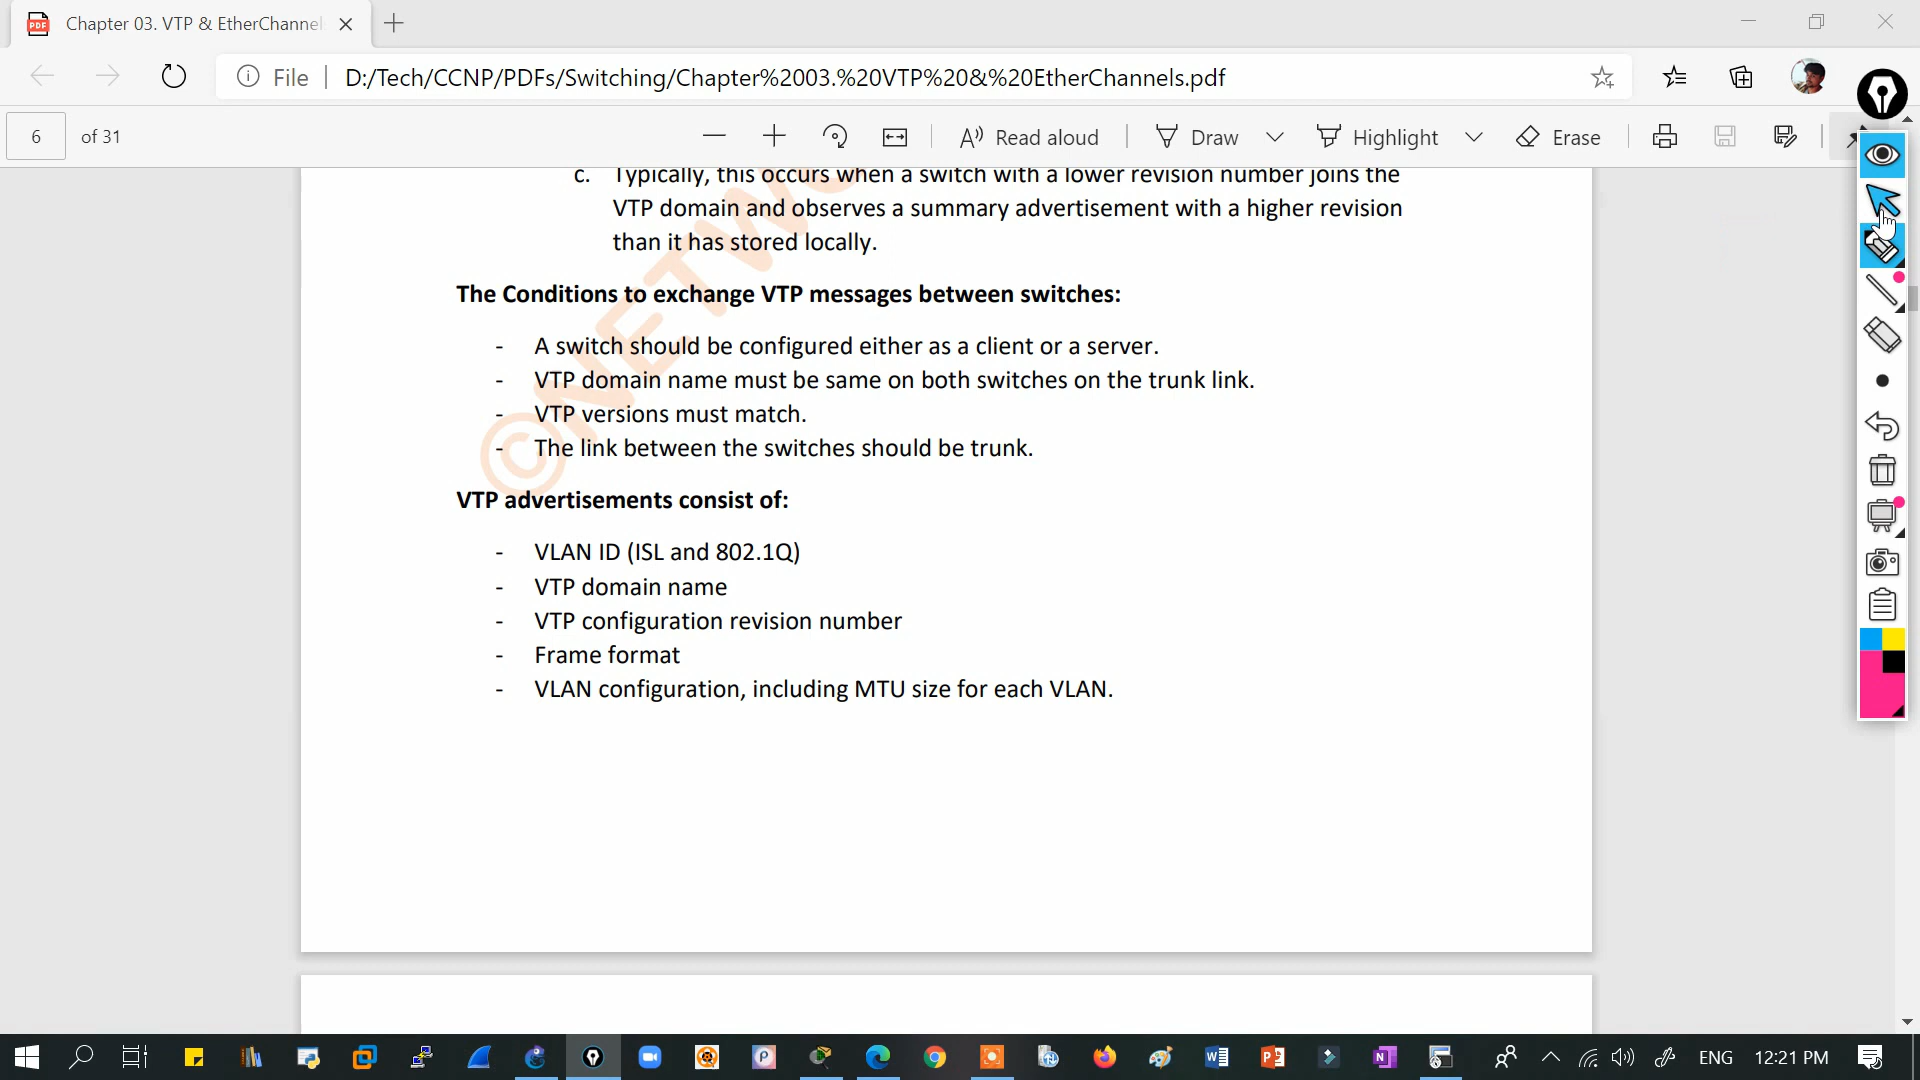 Chapter 03. VTP & EtherChannel
File
D:/Tech/CCNP/PDFs/Switching/Chapter%2003.%20VTP%20&%20EtherChannels.pdf
6 of 31
Read aloud
Draw
Highlight
Erase
c. Typically, this occurs when a switch with a lower revision number joins the
VTP domain and observes a summary advertisement with a higher revision
than it has stored locally.
The Conditions to exchange VTP messages between switches:
- A switch should be configured either as a client or a server.
- VTP domain name must be same on both switches on the trunk link.
- VTP versions must match.
- The link between the switches should be trunk.
VTP advertisements consist of:
- VLAN ID (ISL and 802.1Q)
- VTP domain name
- VTP configuration revision number
- Frame format
- VLAN configuration, including MTU size for each VLAN.
ENG
12:21 PM